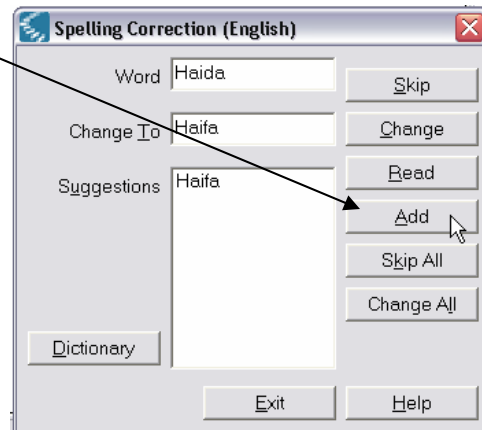 Spelling Correction (English)
Word Haida Skip
Change To Haifa Change
Suggestions Haifa Read
Add
Skip All
Change All
Dictionary
Exit Help